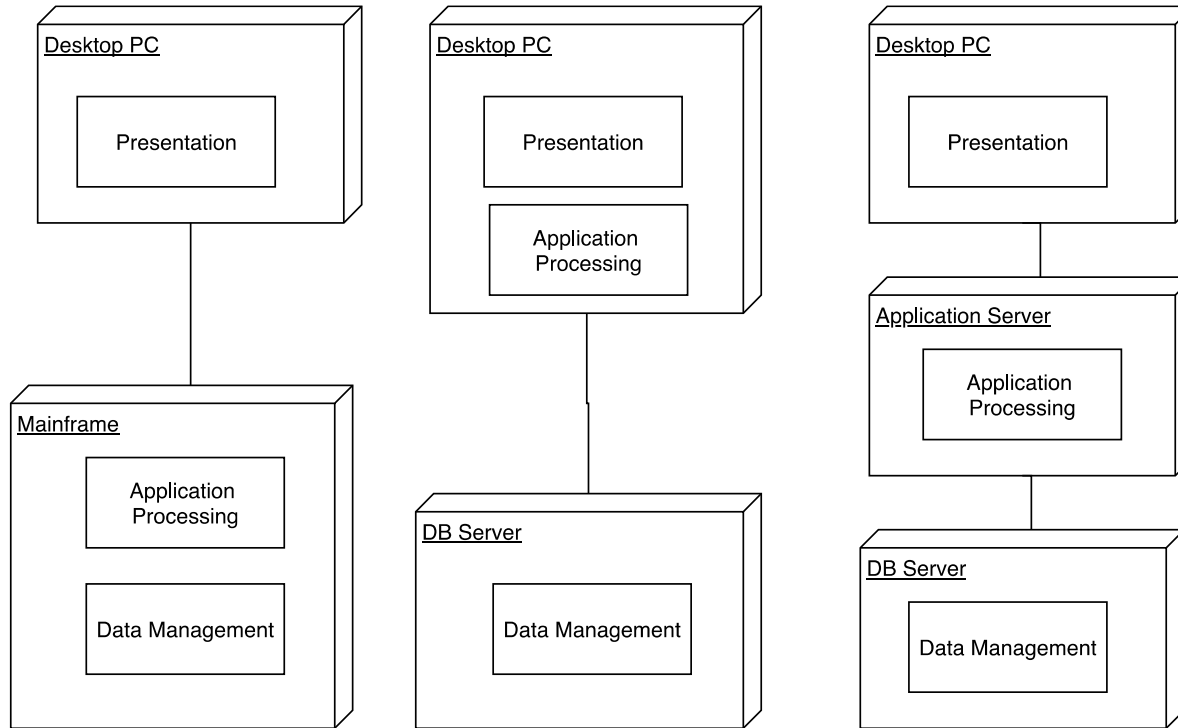 Desktop PC
Presentation
Mainframe
Application
Processing
Data Management
Desktop PC
Presentation
Application
Processing
DB Server
Data Management
Desktop PC
Presentation
Application Server
Application
Processing
DB Server
Data Management